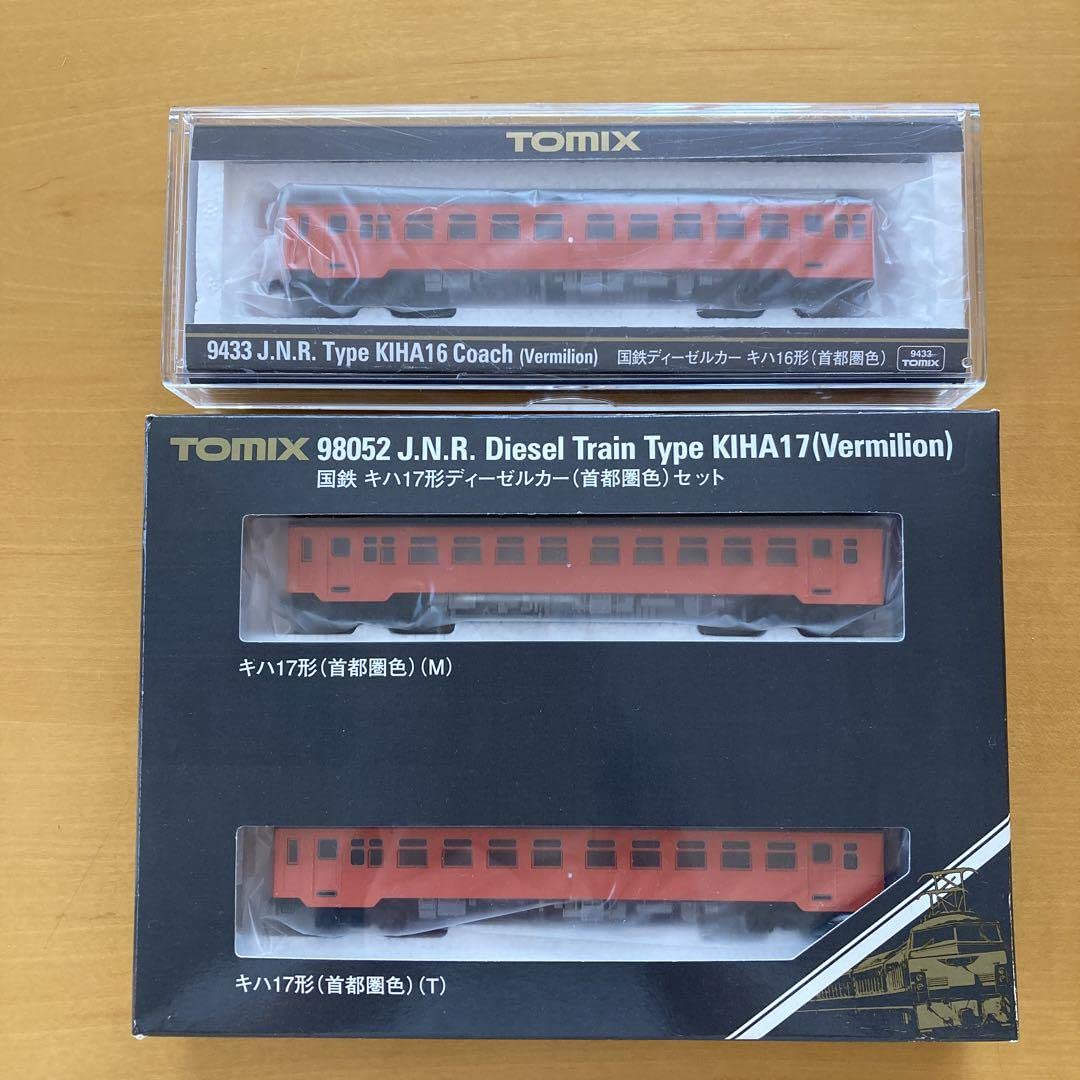 TOMIX
9433 J.N.R. Type KIHA16 Coach (Vermilion) 国鉄ディーゼルカー キハ16形(首都圏色) 9433
TOMIX
TOMIX 98052 J.N.R. Diesel Train Type KIHA17(Vermilion)
国鉄 キハ17形ディーゼルカー(首都圏色)セット
キハ17形(首都圏色)(M)
キハ17形(首都圏色)(T)